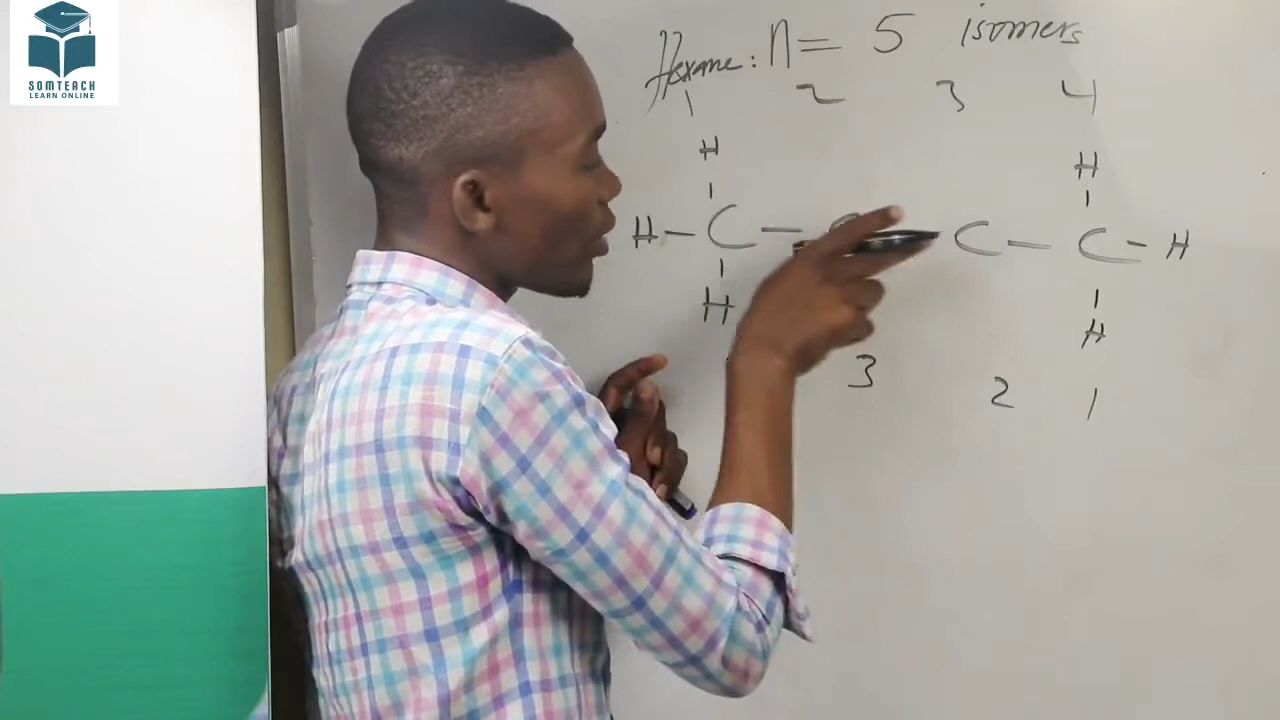 SOMTEACH
LEARN ONLINE
Hexane: n = 5 isomers
1 2 3 4
H H
H - C - C C - C - H
H H
3 2 1